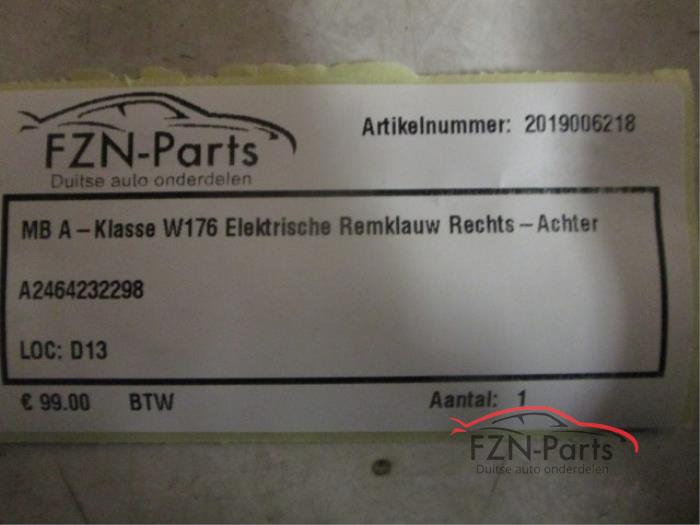 FZN-Parts
Duitse auto onderdelen
Artikelnummer: 2019006218
MB A-Klasse W176 Elektrische Remklauw Rechts-Achter
A2464232298
LOC: D13
€ 99.00 BTW Aantal: 1
FZN-Parts
Duitse auto onderdelen